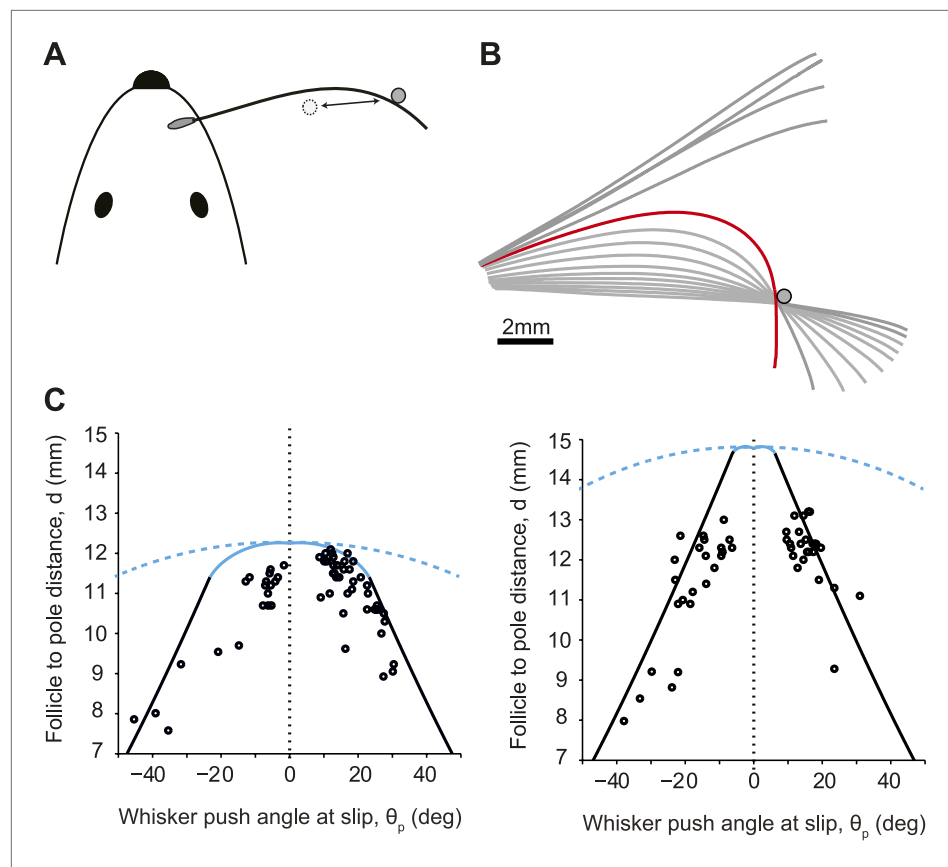 A
B
2mm
C
15
14
13
12
11
10
9
8
7
Follicle to pole distance, d (mm)
−40 −20 0 20 40
Whisker push angle at slip, θp (deg)
15
14
13
12
11
10
9
8
7
Follicle to pole distance, d (mm)
−40 −20 0 20 40
Whisker push angle at slip, θp (deg)